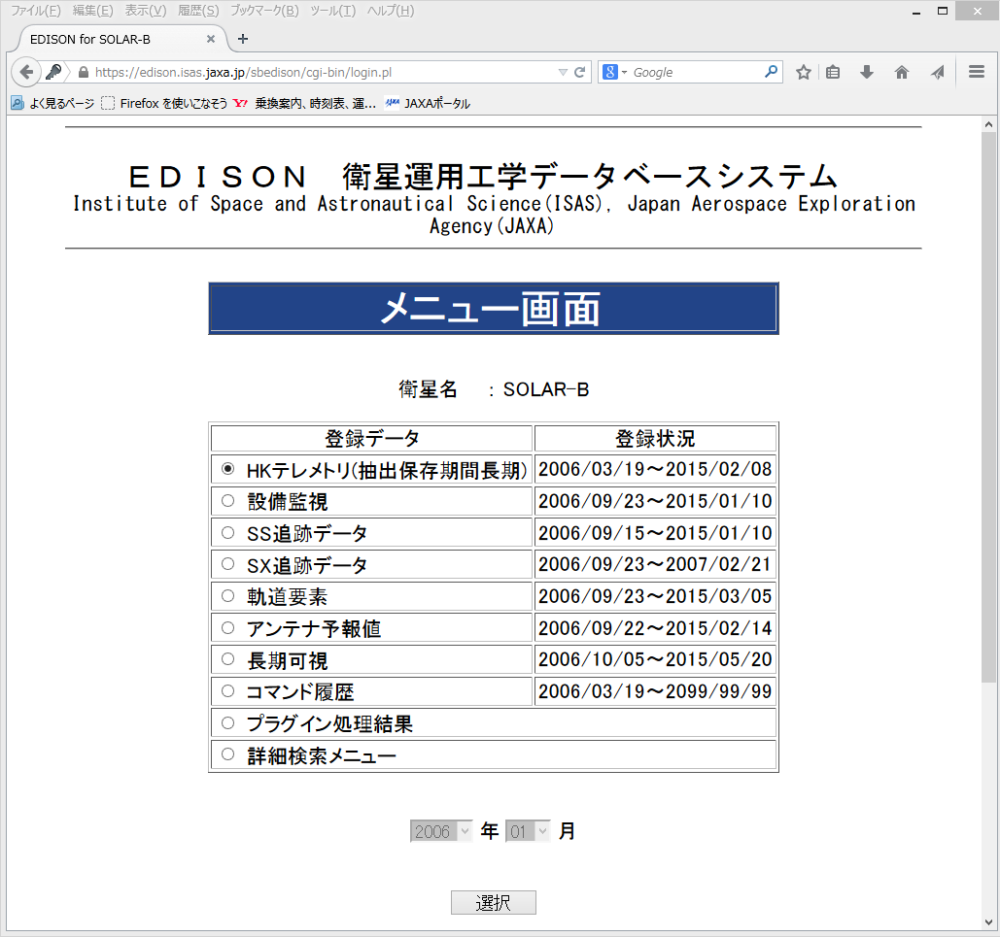 ファイル(F) 編集(E) 表示(V) 履歴(S) ブックマーク(B) ツール(T) ヘルプ(H)
EDISON for SOLAR-B
https://edison.isas.jaxa.jp/sbedison/cgi-bin/login.pl
Google
よく見るページ Firefox を使いこなそう 乗換案内、時刻表、運... JAXAポータル
ＥＤＩＳＯＮ　衛星運用工学データベースシステム
Institute of Space and Astronautical Science(ISAS), Japan Aerospace Exploration
Agency(JAXA)
メニュー画面
衛星名 : SOLAR-B
登録データ 登録状況
HKテレメトリ(抽出保存期間長期) 2006/03/19～2015/02/08
設備監視 2006/09/23～2015/01/10
SS追跡データ 2006/09/15～2015/01/10
SX追跡データ 2006/09/23～2007/02/21
軌道要素 2006/09/23～2015/03/05
アンテナ予報値 2006/09/22～2015/02/14
長期可視 2006/10/05～2015/05/20
コマンド履歴 2006/03/19～2099/99/99
プラグイン処理結果
詳細検索メニュー
2006 年 01 月
選択